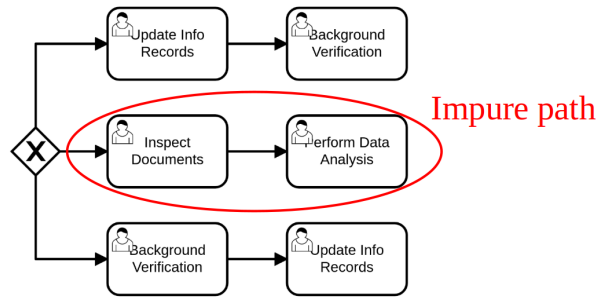 Update Info
Records
Background
Verification
Impure path
X
Inspect
Documents
Perform Data
Analysis
Background
Verification
Update Info
Records